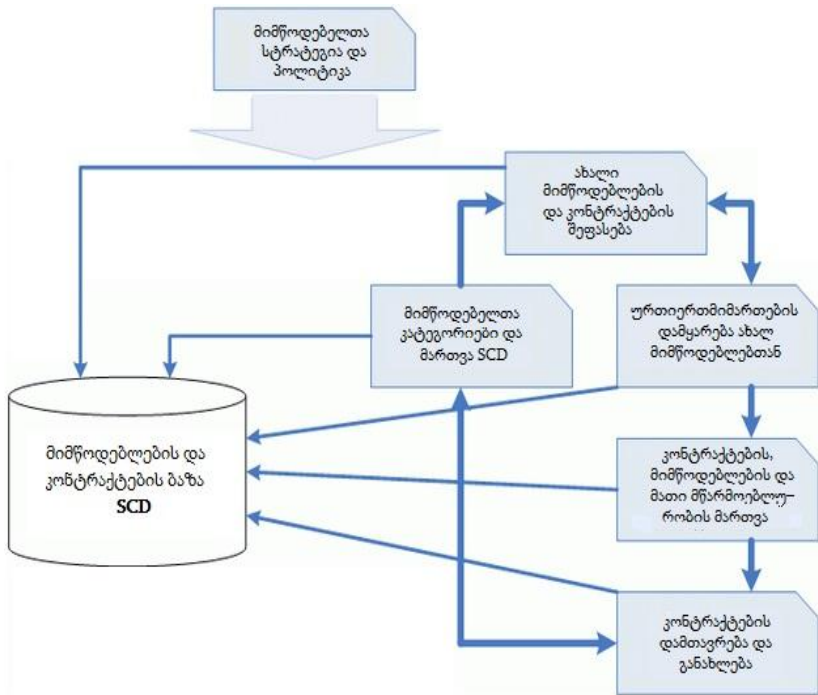 მიმწოდებელთა
სტრატეგია და
პოლიტიკა
ახალი
მიმწოდებლების
და კონტრაქტების
შეფასება
მიმწოდებელთა
კატეგორიები და
მართვა SCD
ურთიერთმიმართების
დამყარება ახალ
მიმწოდებლებთან
მიმწოდებლების და
კონტრაქტების ბაზა
SCD
კონტრაქტების,
მიმწოდებლების და
მათი მწარმოებლუ–
რობის მართვა
კონტრაქტების
დამთავრება და
განახლება